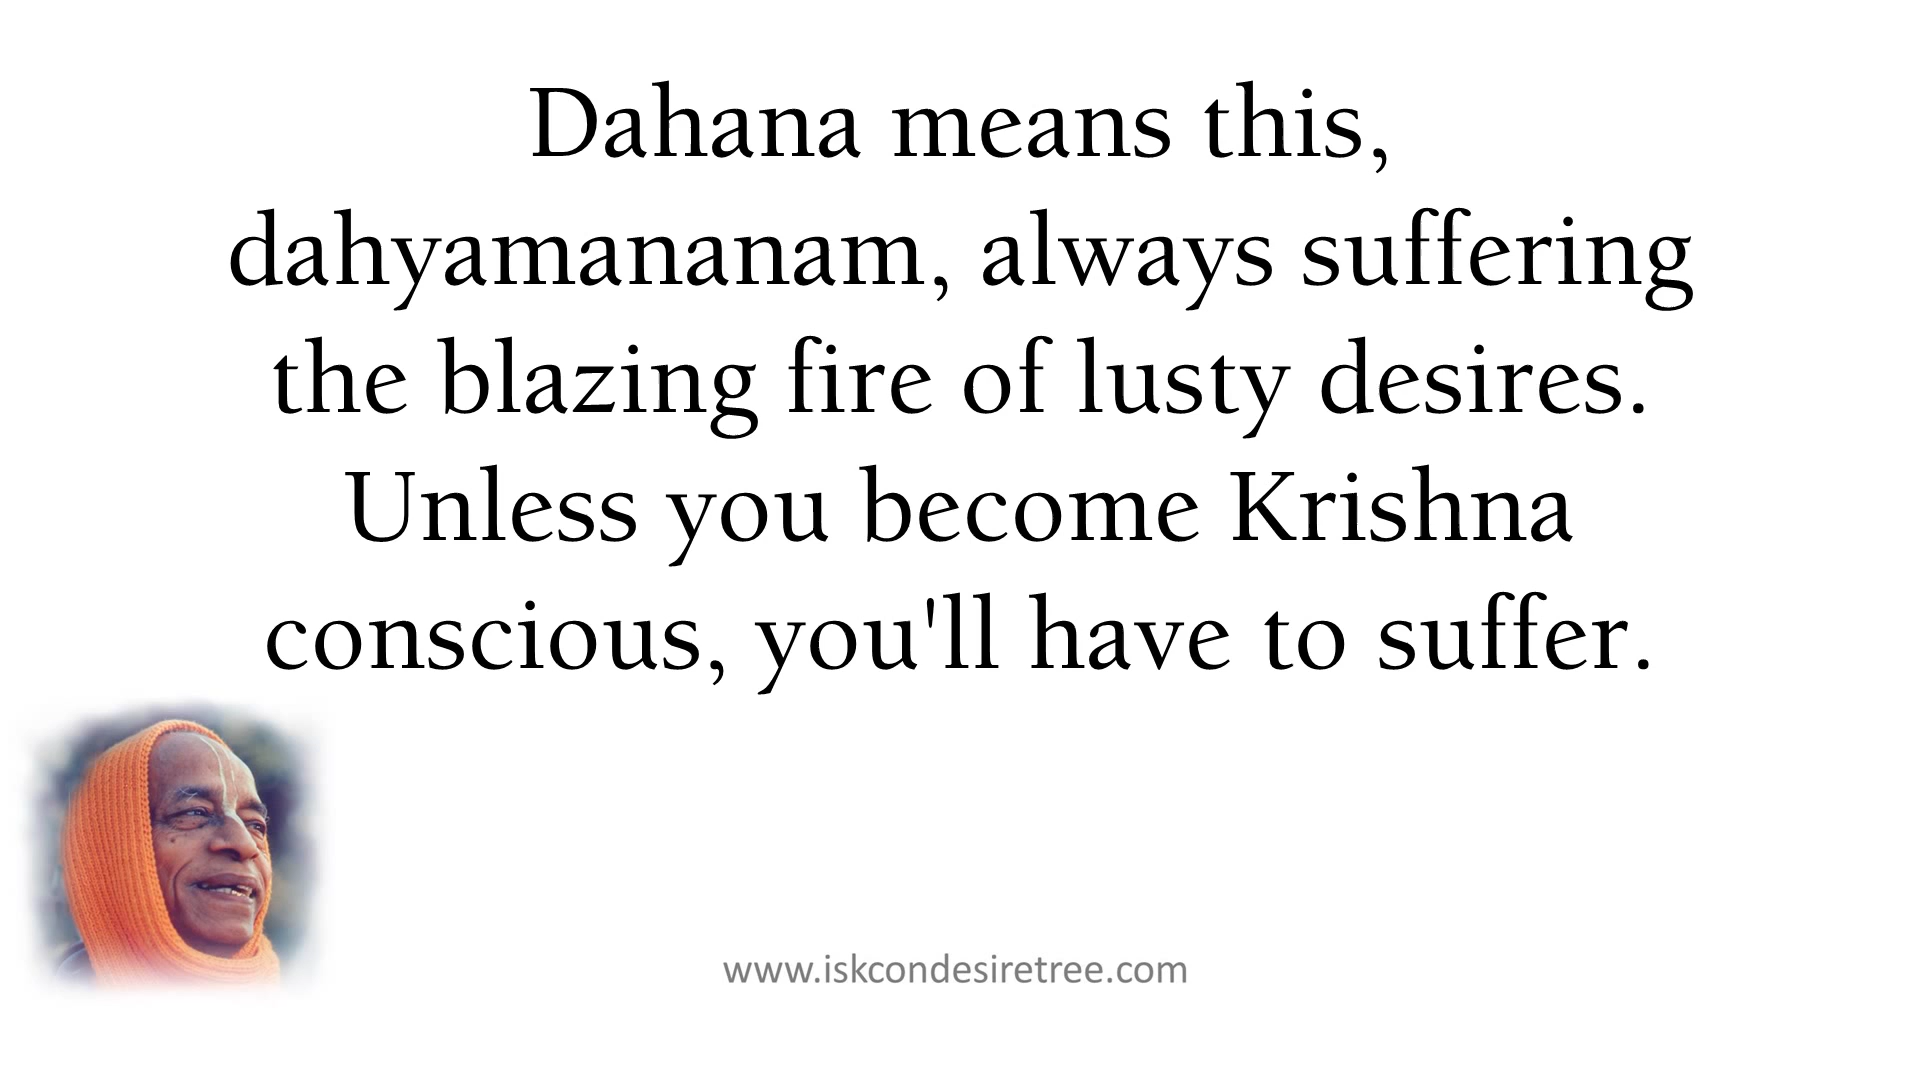 Dahana means this,
dahyamananam, always suffering
the blazing fire of lusty desires.
Unless you become Krishna
conscious, you'll have to suffer.
www.iskcondesiretree.com